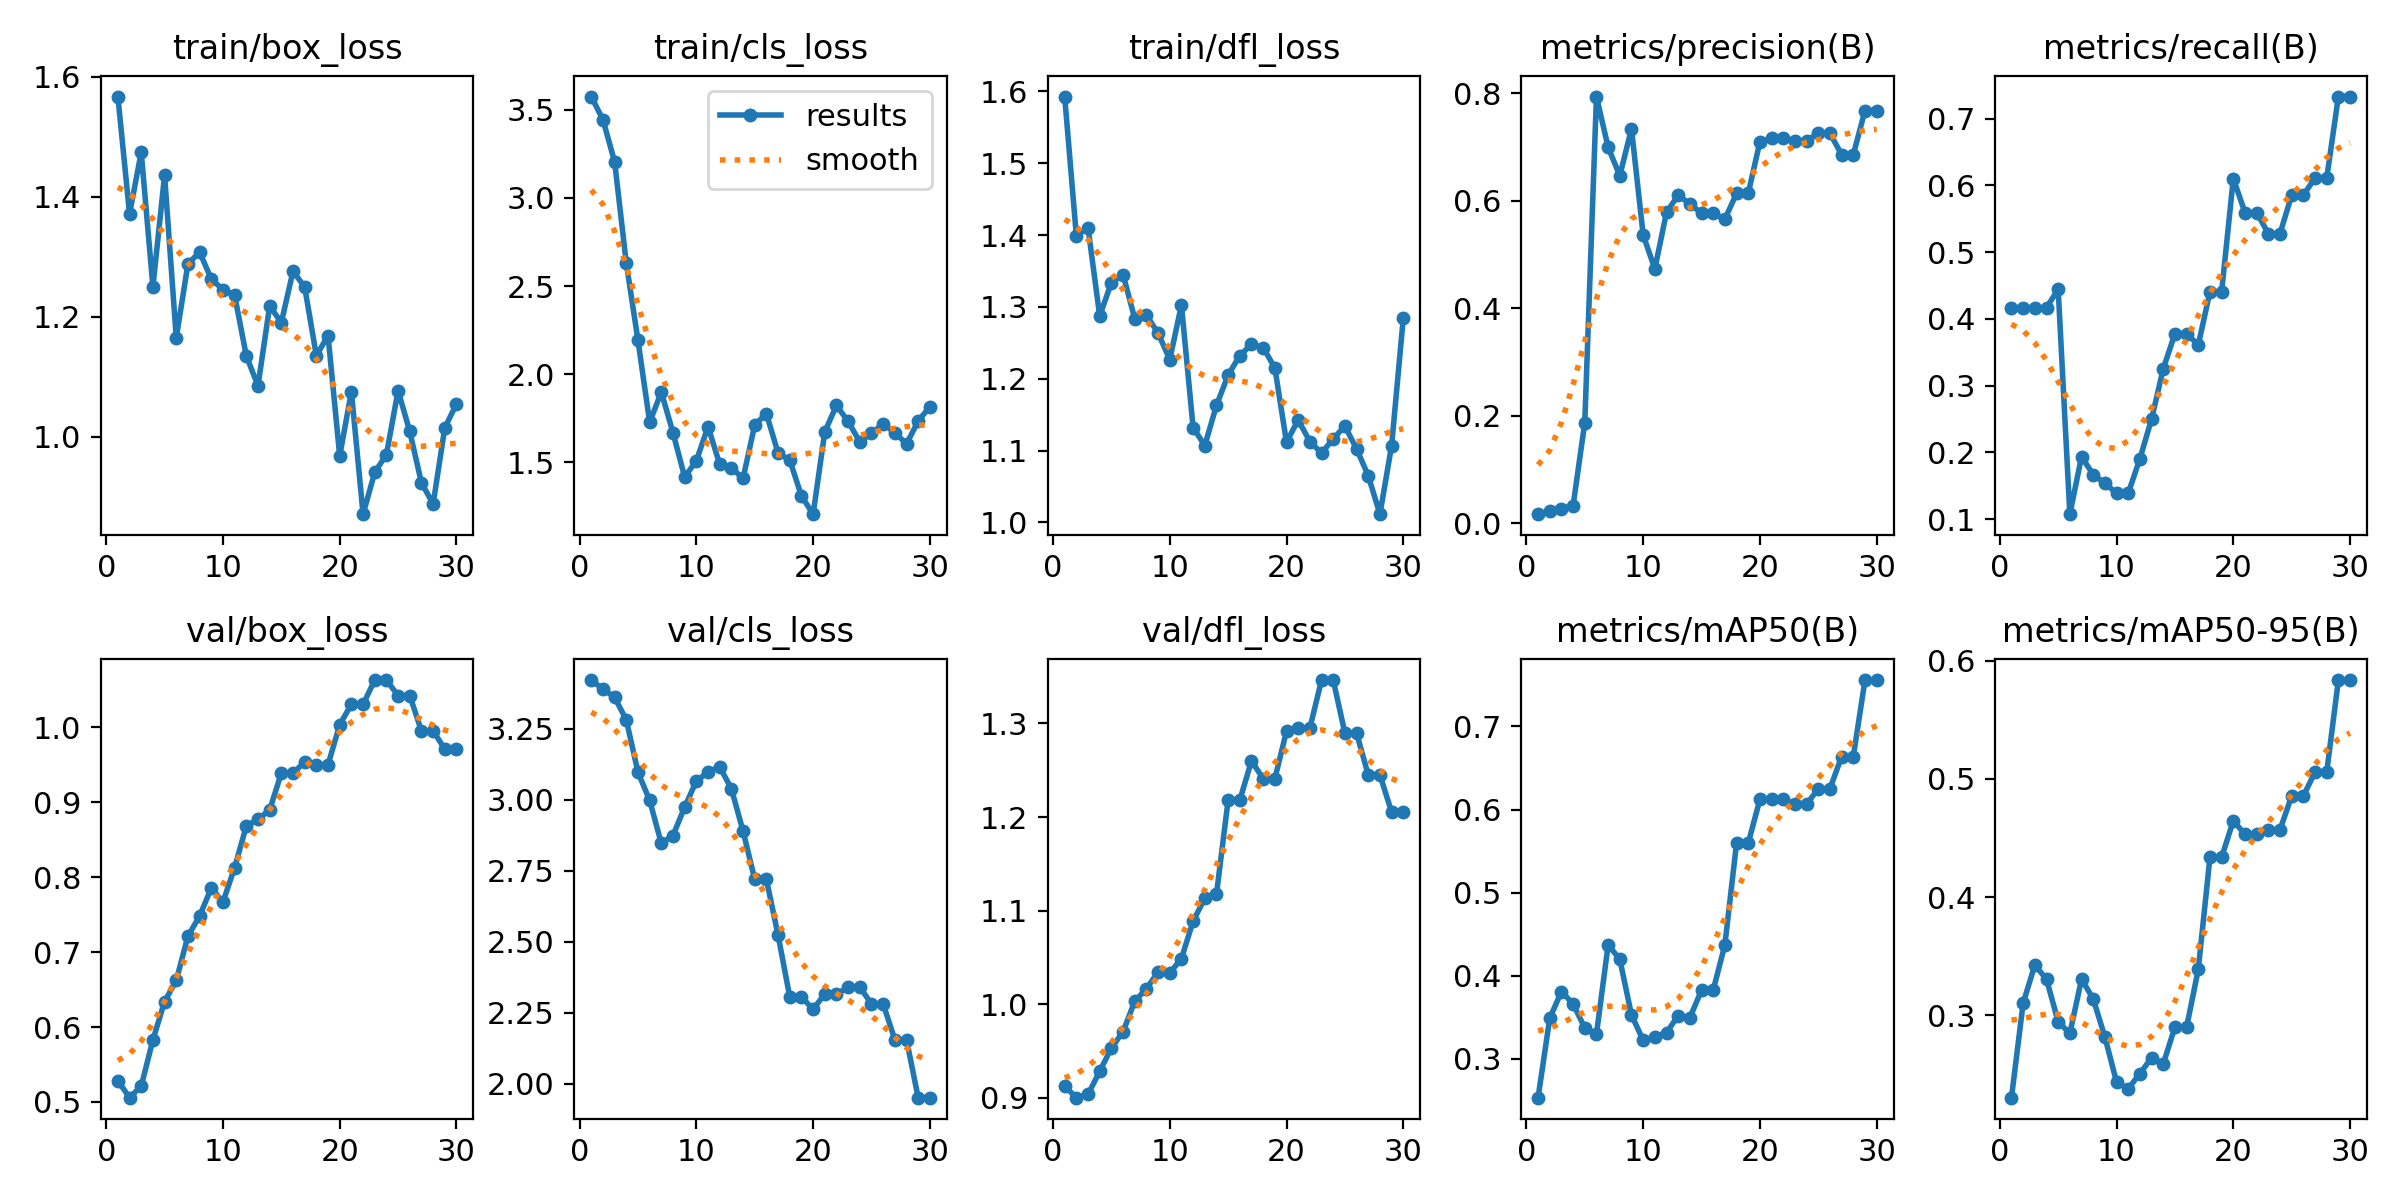 train/box_loss
1.6
1.4
1.2
1.0
0 10 20 30
train/cls_loss
results
smooth
3.5
3.0
2.5
2.0
1.5
0 10 20 30
train/dfl_loss
1.6
1.5
1.4
1.3
1.2
1.1
1.0
0 10 20 30
metrics/precision(B)
0.8
0.6
0.4
0.2
0.0
0 10 20 30
metrics/recall(B)
0.7
0.6
0.5
0.4
0.3
0.2
0.1
0 10 20 30
val/box_loss
1.0
0.9
0.8
0.7
0.6
0.5
0 10 20 30
val/cls_loss
3.25
3.00
2.75
2.50
2.25
2.00
0 10 20 30
val/dfl_loss
1.3
1.2
1.1
1.0
0.9
0 10 20 30
metrics/mAP50(B)
0.7
0.6
0.5
0.4
0.3
0 10 20 30
metrics/mAP50-95(B)
0.6
0.5
0.4
0.3
0 10 20 30